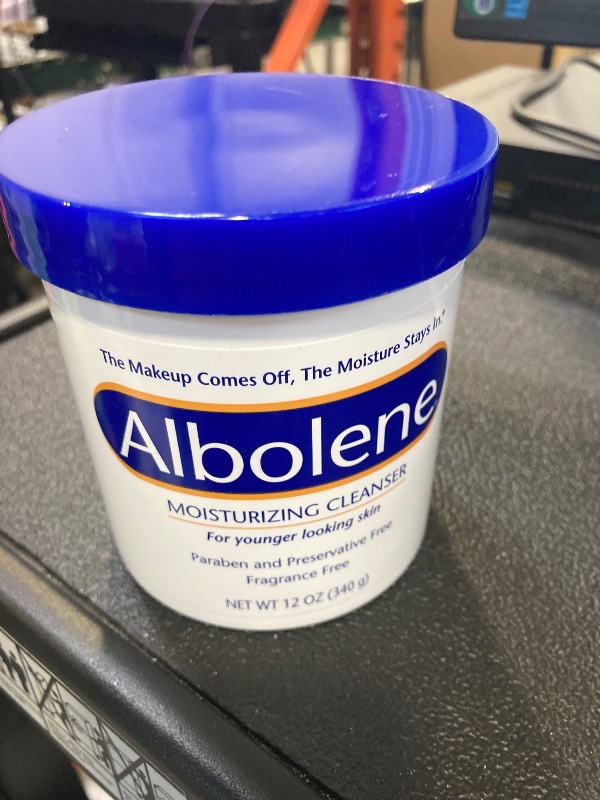 The Makeup Comes Off, The Moisture Stays In.*
Albolene
MOISTURIZING CLEANSER
For younger looking skin
Paraben and Preservative Free
Fragrance Free
NET WT 12 OZ (340 g)